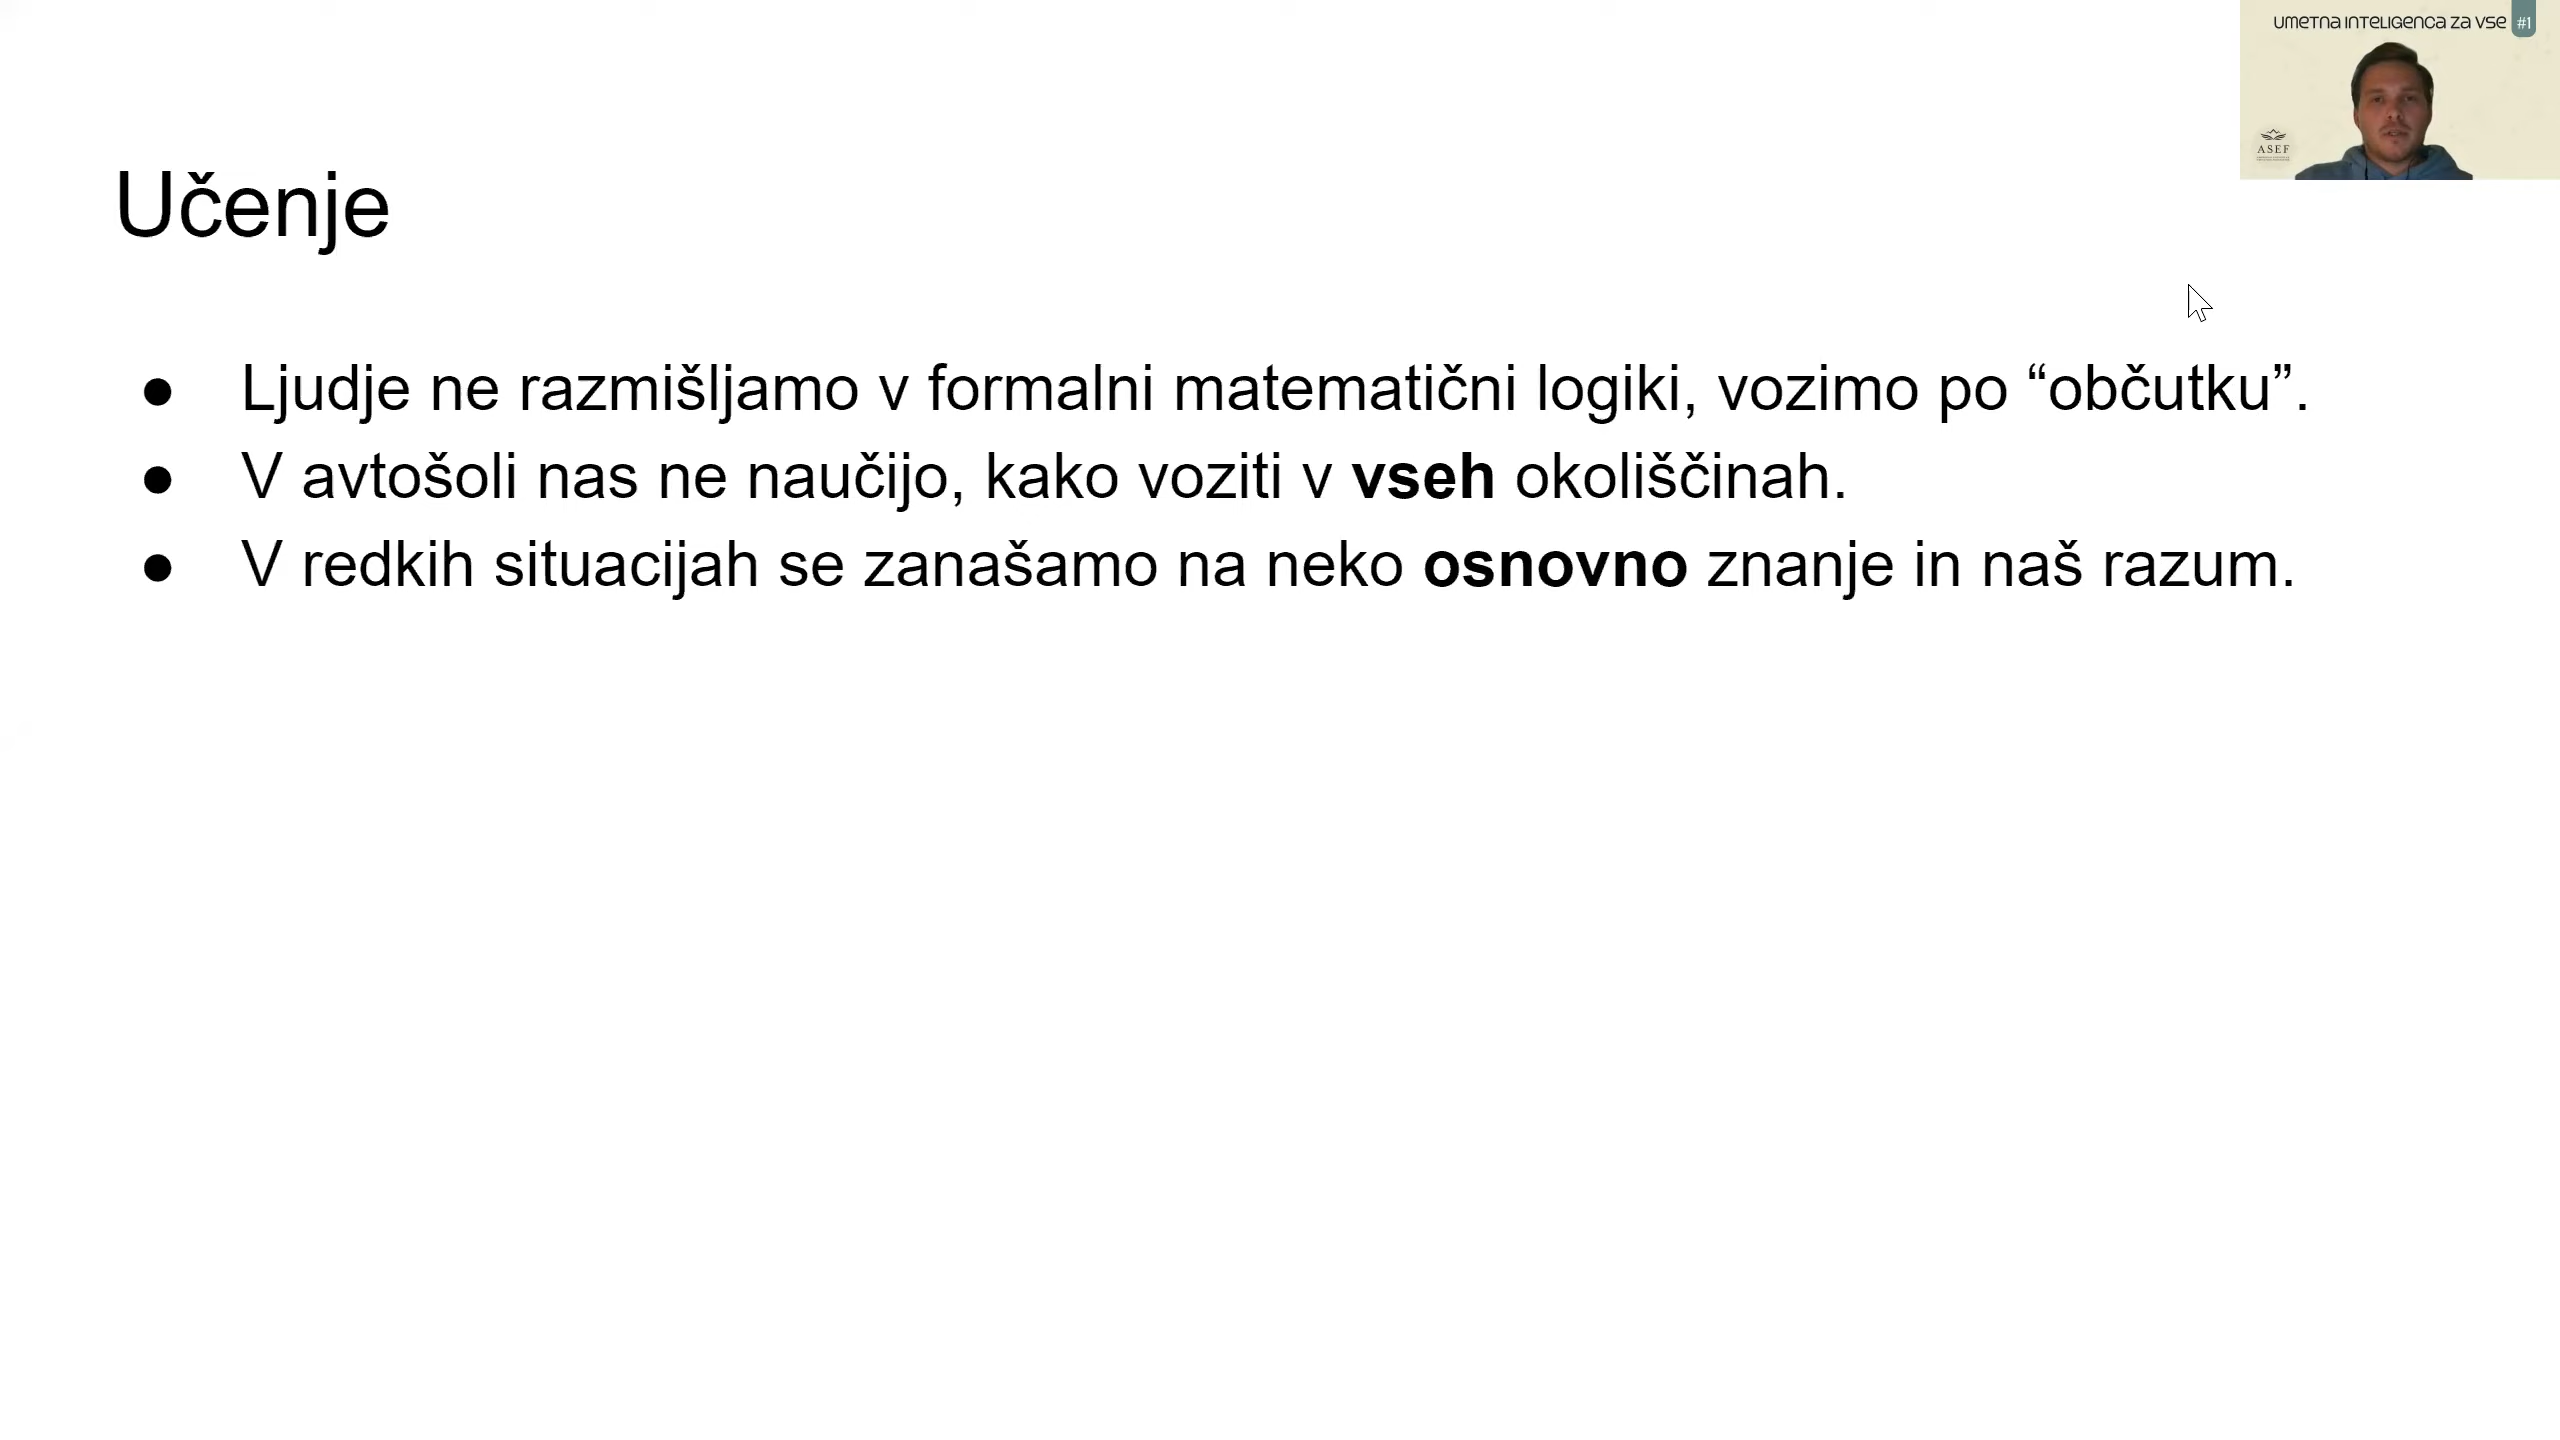 UMETNA INTELIGENCA ZA VSE #1
ASEF
Učenje
● Ljudje ne razmišljamo v formalni matematični logiki, vozimo po “občutku”.
● V avtošoli nas ne naučijo, kako voziti v vseh okoliščinah.
● V redkih situacijah se zanašamo na neko osnovno znanje in naš razum.